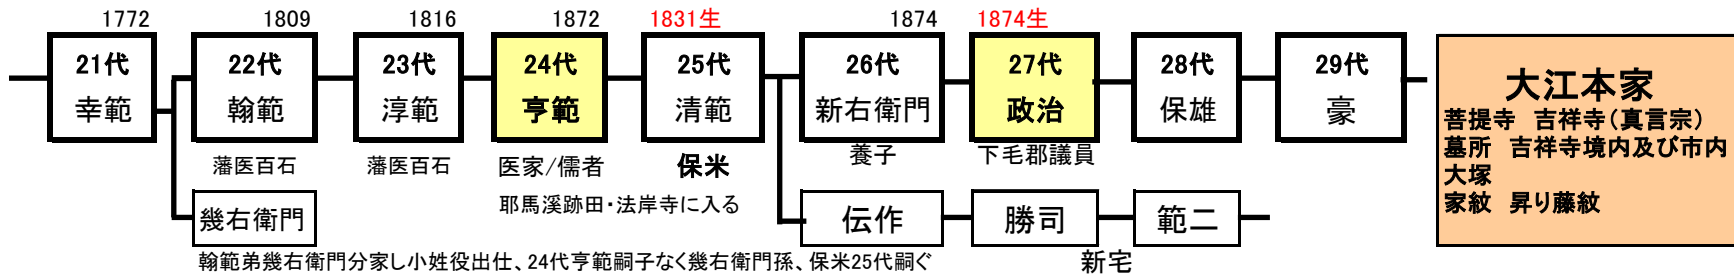 1772 1809 1816 1872 1831生 1874 1874生
21代 22代 23代 24代 25代 26代 27代 28代 29代
幸範 翰範 淳範 亨範 清範 新右衛門 政治 保雄 豪
藩医百石 藩医百石 医家/儒者 保米 養子 下毛郡議員
耶馬溪跡田・法岸寺に入る
幾右衛門 伝作 勝司 範二
翰範弟幾右衛門分家し小姓役出仕、24代亨範嗣子なく幾右衛門孫、保米25代嗣ぐ 新宅
大江本家
菩提寺 吉祥寺(真言宗)
墓所 吉祥寺境内及び市内
大塚
家紋 昇り藤紋